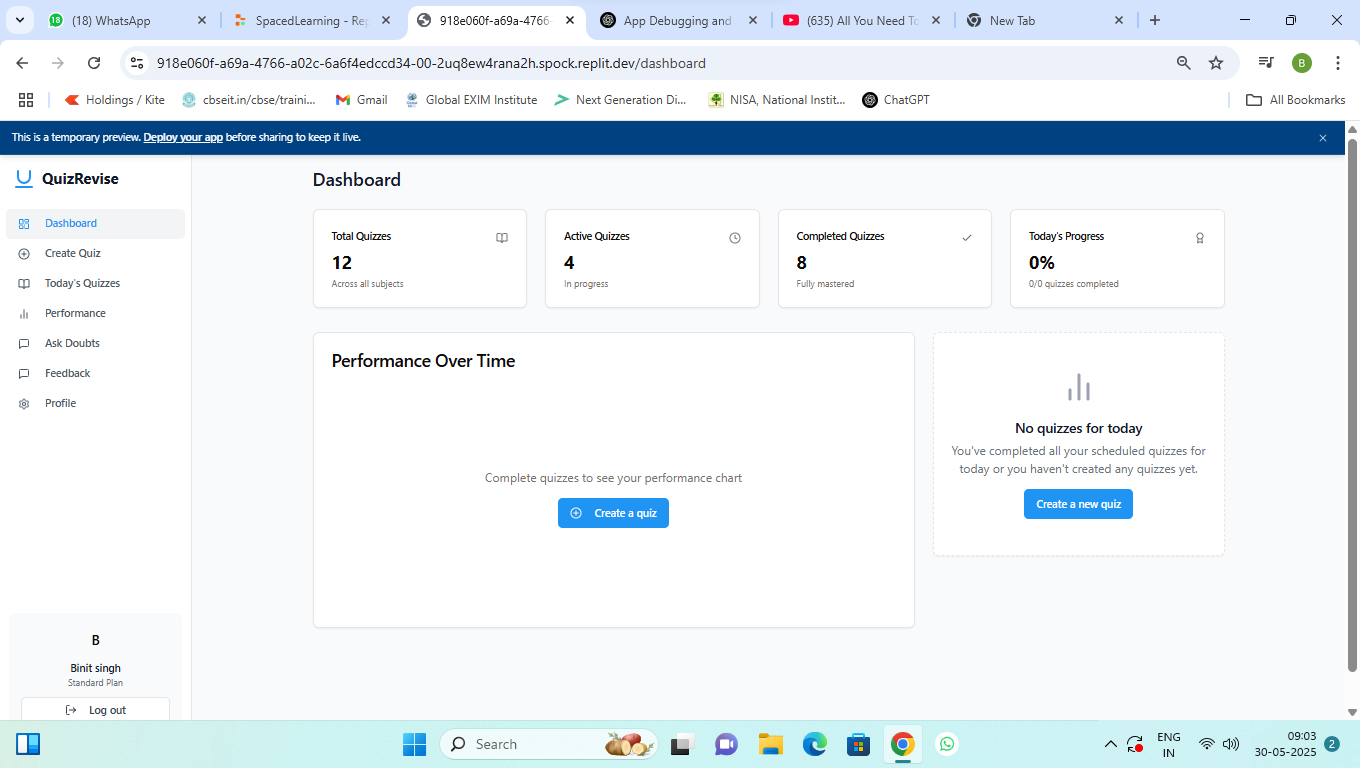 (18) WhatsApp
SpacedLearning - Rep
918e060f-a69a-4766-
App Debugging and
(635) All You Need To
New Tab
918e060f-a69a-4766-a02c-6a6f4edccd34-00-2uq8ew4rana2h.spock.replit.dev/dashboard
B
Holdings / Kite
cbseit.in/cbse/traini...
Gmail
Global EXIM Institute
Next Generation Di...
NISA, National Instit...
ChatGPT
All Bookmarks
This is a temporary preview. Deploy your app before sharing to keep it live.
QuizRevise
Dashboard
Create Quiz
Today's Quizzes
Performance
Ask Doubts
Feedback
Profile
B
Binit singh
Standard Plan
Log out
Dashboard
Total Quizzes
12
Across all subjects
Active Quizzes
4
In progress
Completed Quizzes
8
Fully mastered
Today's Progress
0%
0/0 quizzes completed
Performance Over Time
Complete quizzes to see your performance chart
Create a quiz
No quizzes for today
You've completed all your scheduled quizzes for
today or you haven't created any quizzes yet.
Create a new quiz
Search
ENG
IN
09:03
30-05-2025
2